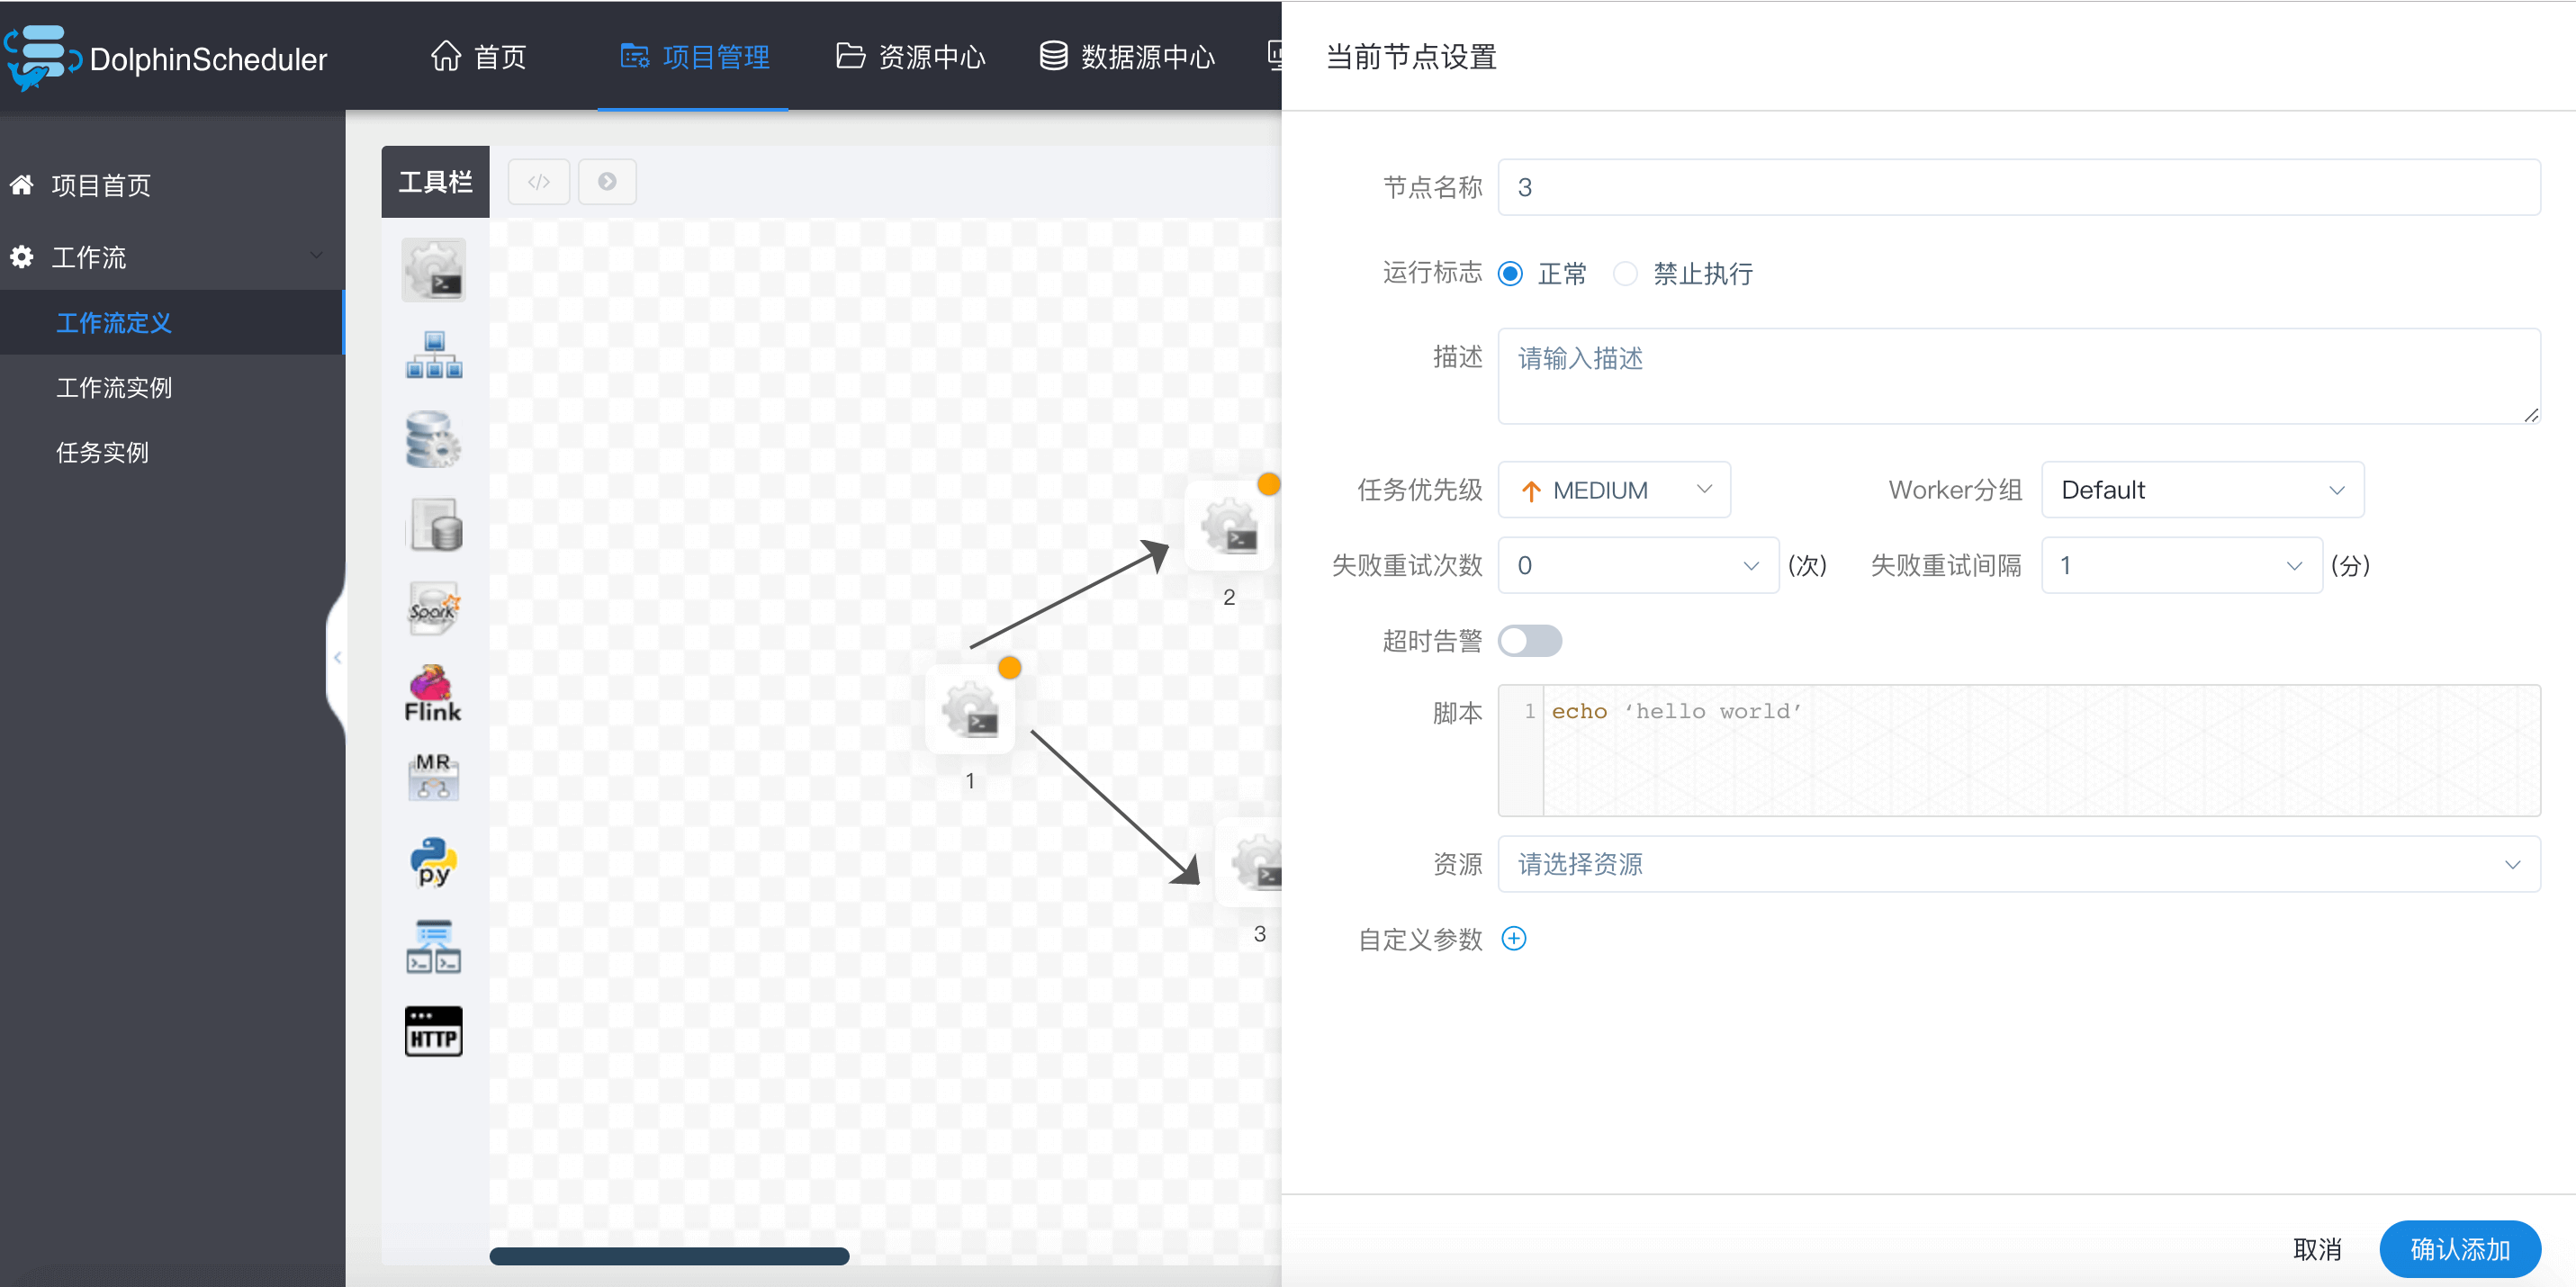 DolphinScheduler
首页
项目管理
资源中心
数据源中心
项目首页
工作流
工作流定义
工作流实例
任务实例
工具栏
</>
Spark
Flink
MR
py
HTTP
2
1
3
当前节点设置
节点名称 3
运行标志 正常 禁止执行
描述 请输入描述
任务优先级 MEDIUM Worker分组 Default
失败重试次数 0 (次) 失败重试间隔 1 (分)
超时告警
脚本 1 echo ‘hello world’
资源 请选择资源
自定义参数
取消 确认添加